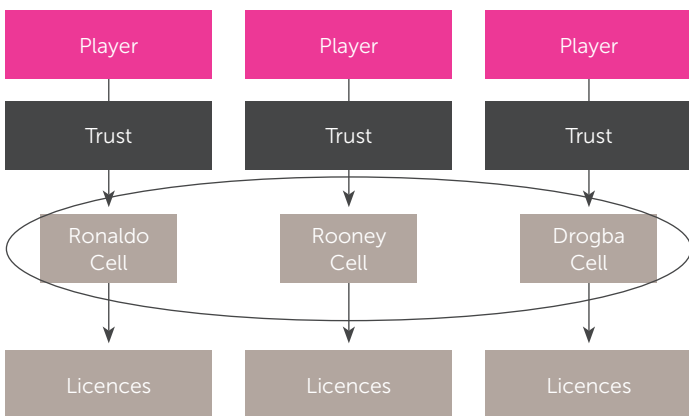 Player
Player
Player
Trust
Trust
Trust
Ronaldo
Cell
Rooney
Cell
Drogba
Cell
Licences
Licences
Licences